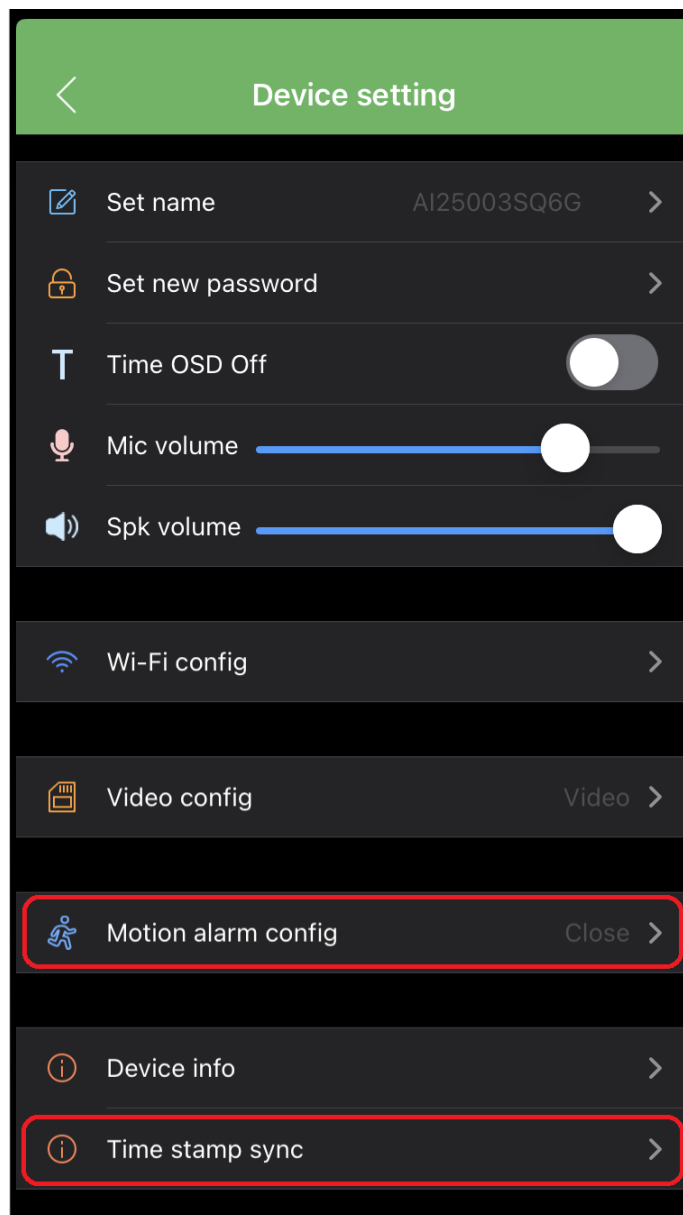 Device setting
Set name AI25003SQ6G
Set new password
T Time OSD Off
Mic volume
Spk volume
Wi-Fi config
Video config Video
Motion alarm config Close
Device info
Time stamp sync